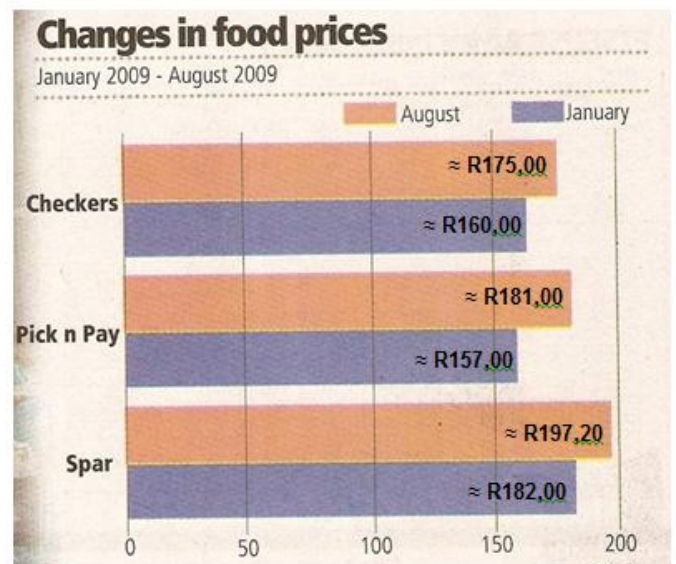 Changes in food prices
January 2009 - August 2009
August January
Checkers
≈ R175,00
≈ R160,00
Pick n Pay
≈ R181,00
≈ R157,00
Spar
≈ R197,20
≈ R182,00
0 50 100 150 200